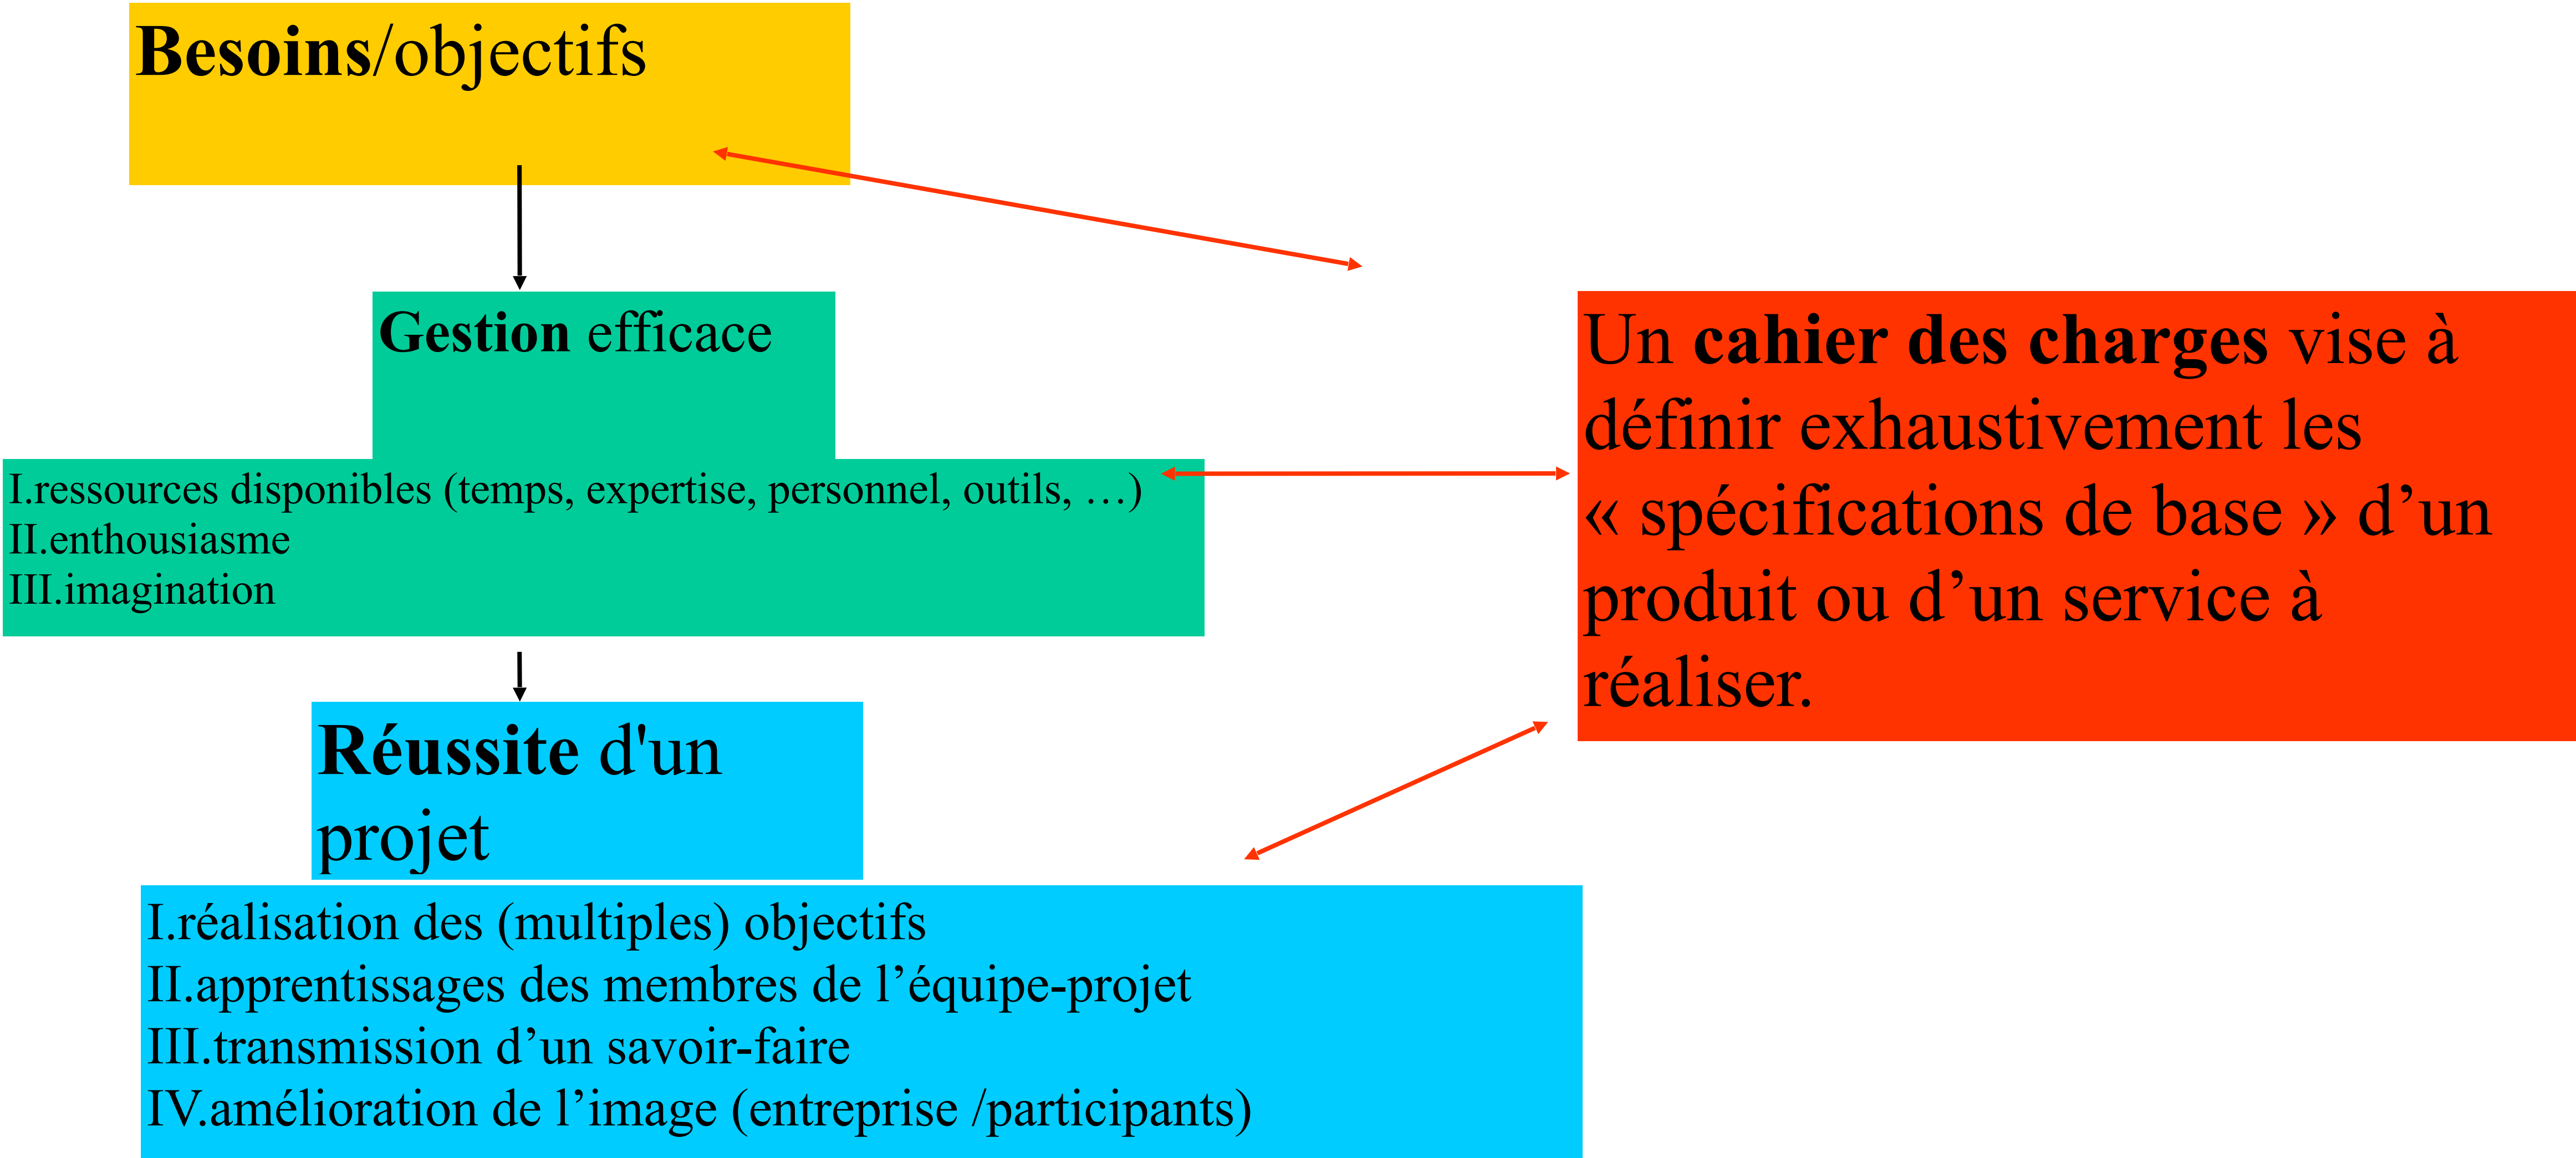 Besoins/objectifs
Gestion efficace
I.ressources disponibles (temps, expertise, personnel, outils, …)
II.enthousiasme
III.imagination
Réussite d'un
projet
I.réalisation des (multiples) objectifs
II.apprentissages des membres de l’équipe-projet
III.transmission d’un savoir-faire
IV.amélioration de l’image (entreprise /participants)
Un cahier des charges vise à
définir exhaustivement les
« spécifications de base » d’un
produit ou d’un service à
réaliser.